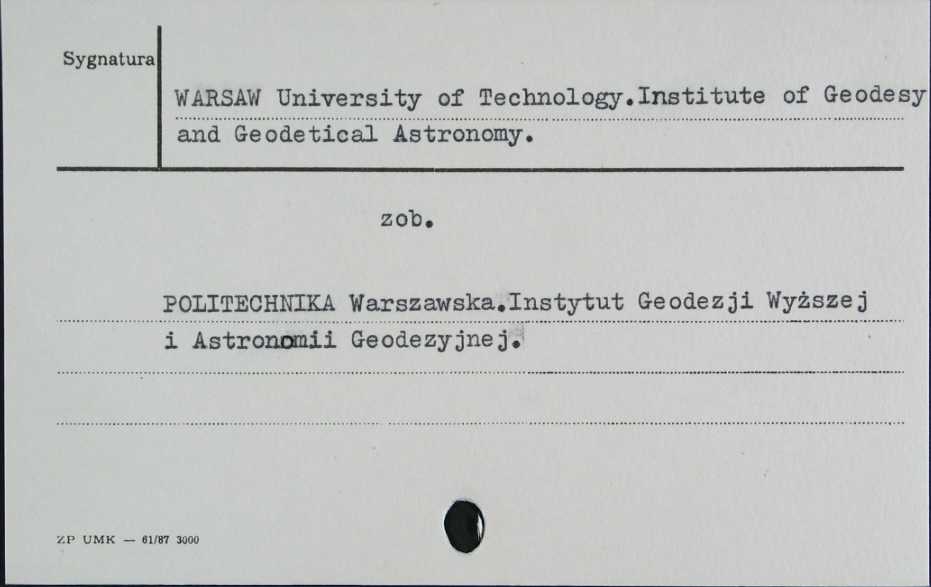 Sygnatura
WARSAW University of Technology.Institute of Geodesy
and Geodetical Astronomy.
zob.
POLITECHNIKA Warszawska.Instytut Geodezji Wyższej
i Astronomii Geodezyjnej.
ZP UMK — 61/87 3000